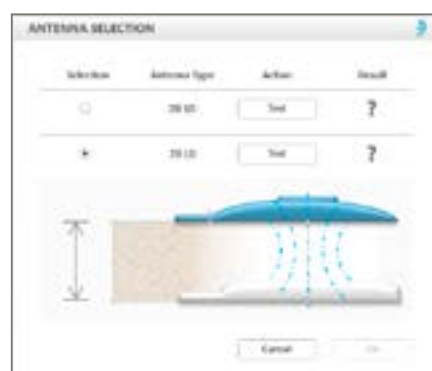 ANTENNA SELECTION
Selection Antenna Type Action Result
Test ?
Test ?
Cancel